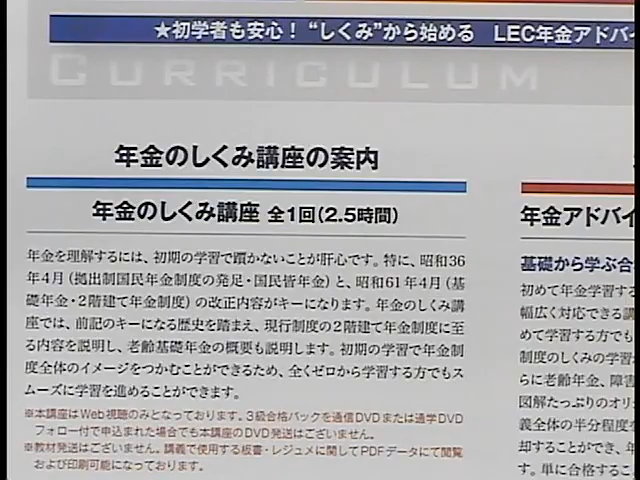 ★初学者も安心！“しくみ”から始める　LEC年金アドバイ
CURRICULUM
年金のしくみ講座の案内
年金のしくみ講座 全1回(2.5時間)
年金を理解するには、初期の学習で躓かないことが肝心です。特に、昭和36
年4月（拠出制国民年金制度の発足・国民皆年金）と、昭和61年4月（基
礎年金・2階建て年金制度）の改正内容がキーになります。年金のしくみ講
座では、前記のキーになる歴史を踏まえ、現行制度の2階建て年金制度に至
る内容を説明し、老齢基礎年金の概要も説明します。初期の学習で年金制
度全体のイメージをつかむことができるため、全くゼロから学習する方でもス
ムーズに学習を進めることができます。
※本講座はWeb視聴のみとなっております。3級合格パックを通信DVDまたは通学DVD
フォロー付で申込まれた場合でも本講座のDVD発送はございません。
※教材発送はございません。講義で使用する板書・レジュメに関してPDFデータにて閲覧
および印刷可能になっております。
年金アドバイ
基礎から学ぶ合
初めて年金学習する
幅広く対応できる講
めて学習する方でも
制度のしくみの学習
らに老齢年金、障害
図解たっぷりのオリ
義全体の半分程度を
却することができ、年
す。単に合格するこ